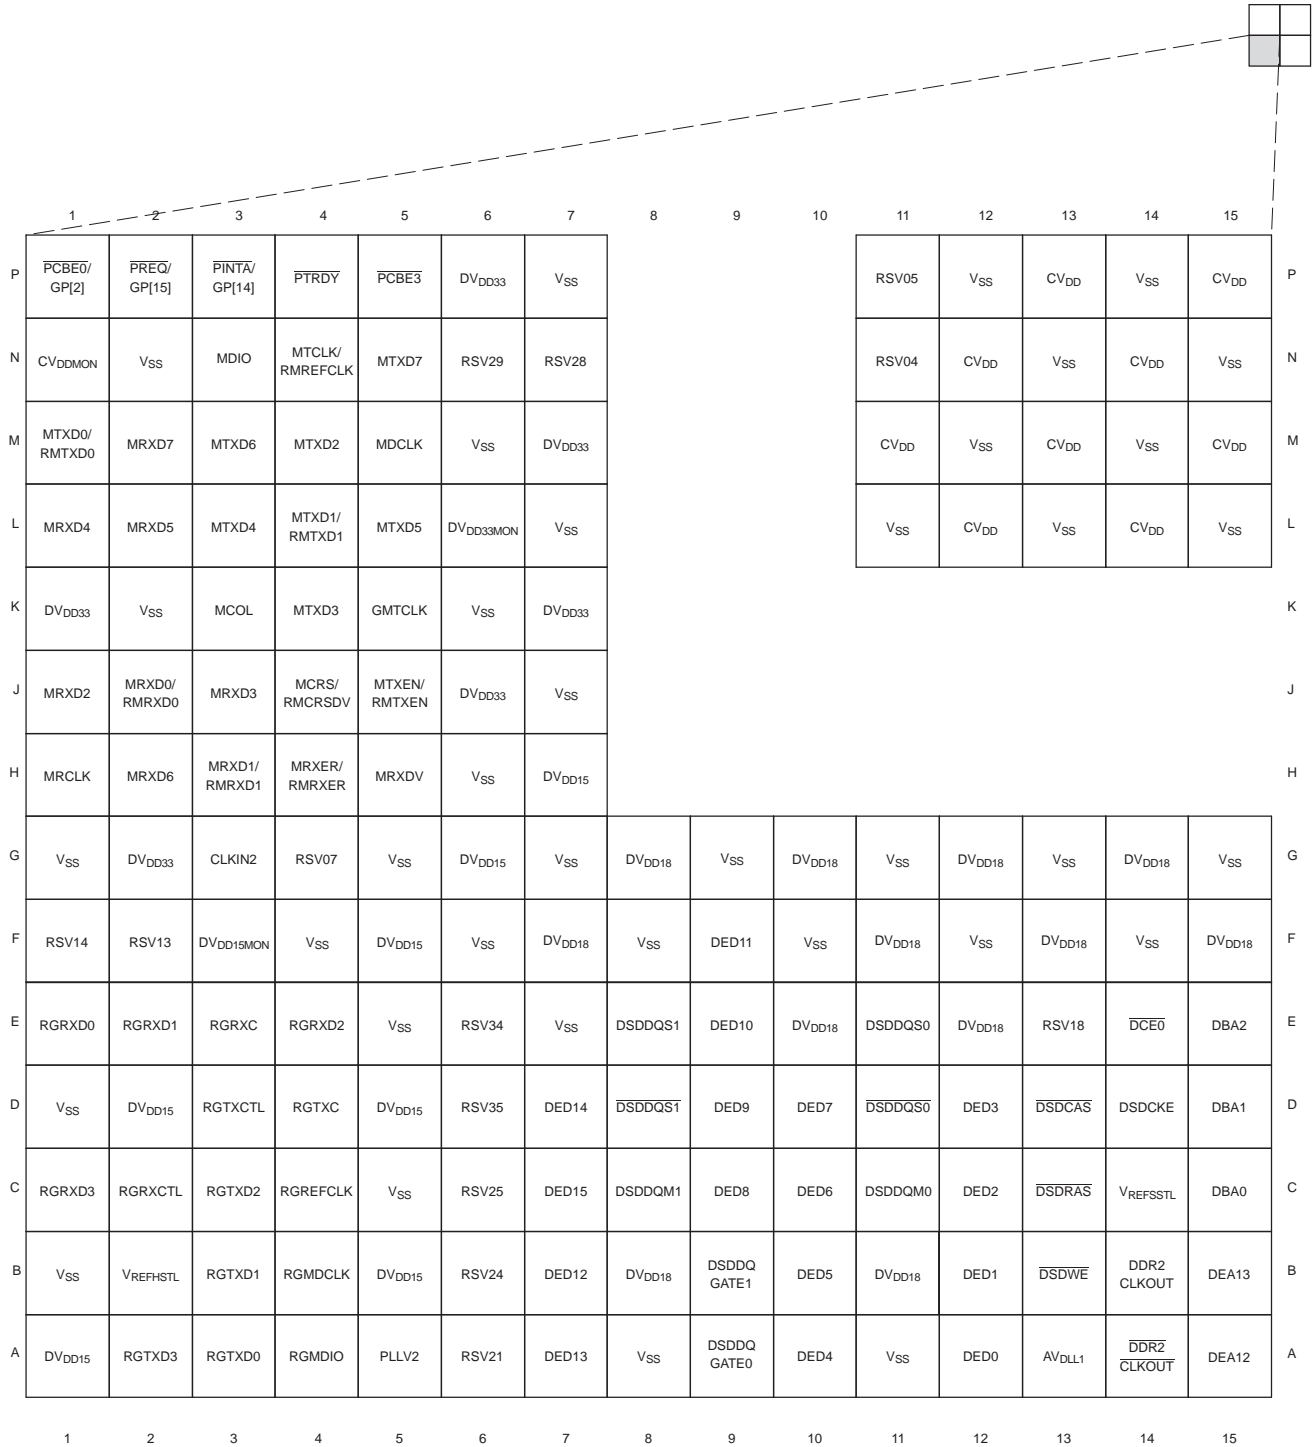 1 2 3 4 5 6 7 8 9 10 11 12 13 14 15
P PCBE0/ GP[2] PREQ/ GP[15] PINTA/ GP[14] PTRDY PCBE3 DVDD33 VSS RSV05 VSS CVDD VSS CVDD P
N CVDDMON VSS MDIO MTCLK/ RMREFCLK MTXD7 RSV29 RSV28 RSV04 CVDD VSS CVDD VSS N
M MTXD0/ RMTXD0 MRXD7 MTXD6 MTXD2 MDCLK VSS DVDD33 CVDD VSS CVDD VSS CVDD M
L MRXD4 MRXD5 MTXD4 MTXD1/ RMTXD1 MTXD5 DVDD33MON VSS VSS CVDD VSS CVDD VSS L
K DVDD33 VSS MCOL MTXD3 GMTCLK VSS DVDD33 K
J MRXD2 MRXD0/ RMRXD0 MRXD3 MCRS/ RMCRSDV MTXEN/ RMTXEN DVDD33 VSS J
H MRCLK MRXD6 MRXD1/ RMRXD1 MRXER/ RMRXER MRXDV VSS DVDD15 H
G VSS DVDD33 CLKIN2 RSV07 VSS DVDD15 VSS DVDD18 VSS DVDD18 VSS DVDD18 VSS DVDD18 VSS G
F RSV14 RSV13 DVDD15MON VSS DVDD15 VSS DVDD18 VSS DED11 VSS DVDD18 VSS DVDD18 VSS DVDD18 F
E RGRXD0 RGRXD1 RGRXC RGRXD2 VSS RSV34 VSS DSDDQS1 DED10 DVDD18 DSDDQS0 DVDD18 RSV18 DCE0 DBA2 E
D VSS DVDD15 RGTXCTL RGTXC DVDD15 RSV35 DED14 DSDDQS1 DED9 DED7 DSDDQS0 DED3 DSDCAS DSDCKE DBA1 D
C RGRXD3 RGRXCTL RGTXD2 RGREFCLK VSS RSV25 DED15 DSDDQM1 DED8 DED6 DSDDQM0 DED2 DSDRAS VREFSSTL DBA0 C
B VSS VREFHSTL RGTXD1 RGMDCLK DVDD15 RSV24 DED12 DVDD18 DSDDQ GATE1 DED5 DVDD18 DED1 DSDWE DDR2 CLKOUT DEA13 B
A DVDD15 RGTXD3 RGTXD0 RGMDIO PLLV2 RSV21 DED13 VSS DSDDQ GATE0 DED4 VSS DED0 AVDLL1 DDR2 CLKOUT DEA12 A
1 2 3 4 5 6 7 8 9 10 11 12 13 14 15